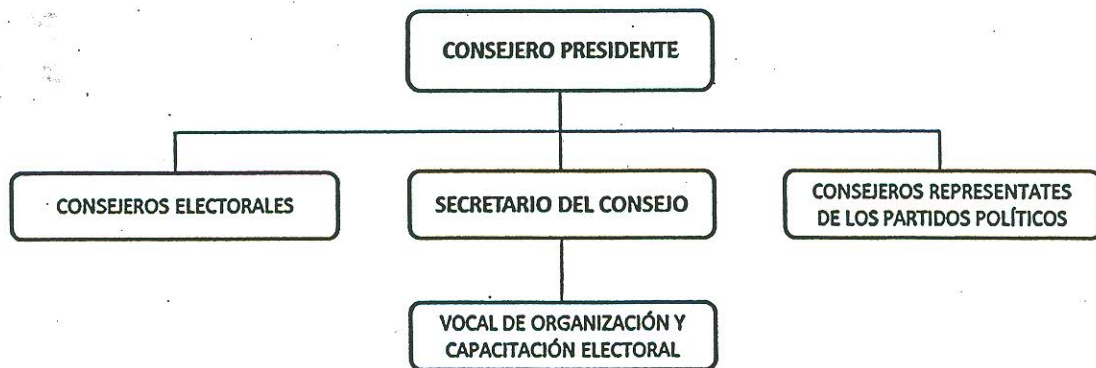 CONSEJERO PRESIDENTE
CONSEJEROS ELECTORALES
SECRETARIO DEL CONSEJO
CONSEJEROS REPRESENTATES
DE LOS PARTIDOS POLÍTICOS
VOCAL DE ORGANIZACIÓN Y
CAPACITACIÓN ELECTORAL